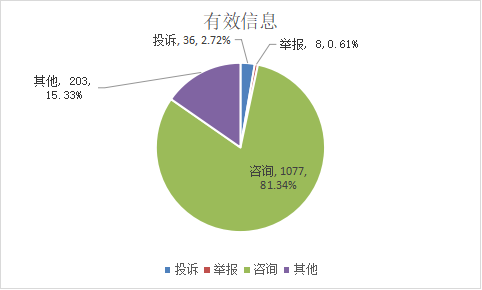 有效信息
投诉, 36, 2.72%
举报, 8, 0.61%
其他, 203,
15.33%
咨询, 1077,
81.34%
投诉 举报 咨询 其他